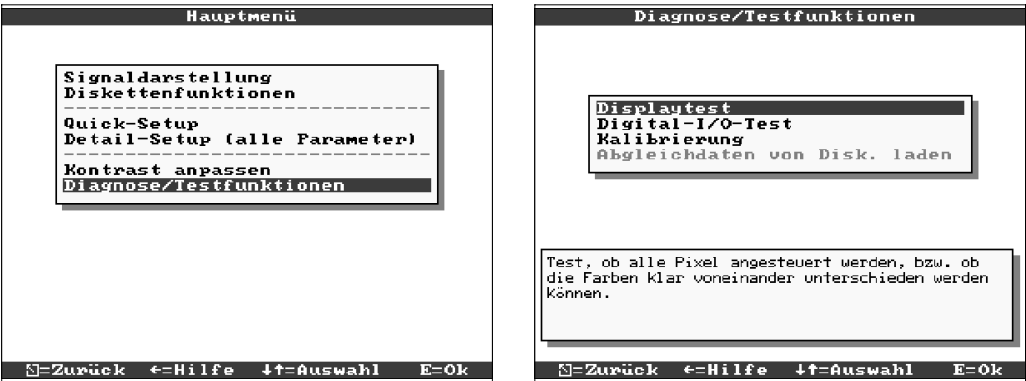 Hauptmenü
Signaldarstellung
Diskettenfunktionen
Quick-Setup
Detail-Setup (alle Parameter)
Kontrast anpassen
Diagnose/Testfunktionen
=Zurück ←=Hilfe ↓↑=Auswahl E=Ok
Diagnose/Testfunktionen
Displaytest
Digital-I/O-Test
Kalibrierung
Abgleichdaten von Disk. laden
Test, ob alle Pixel angesteuert werden, bzw. ob
die Farben klar voneinander unterschieden werden
können.
=Zurück ←=Hilfe ↓↑=Auswahl E=Ok